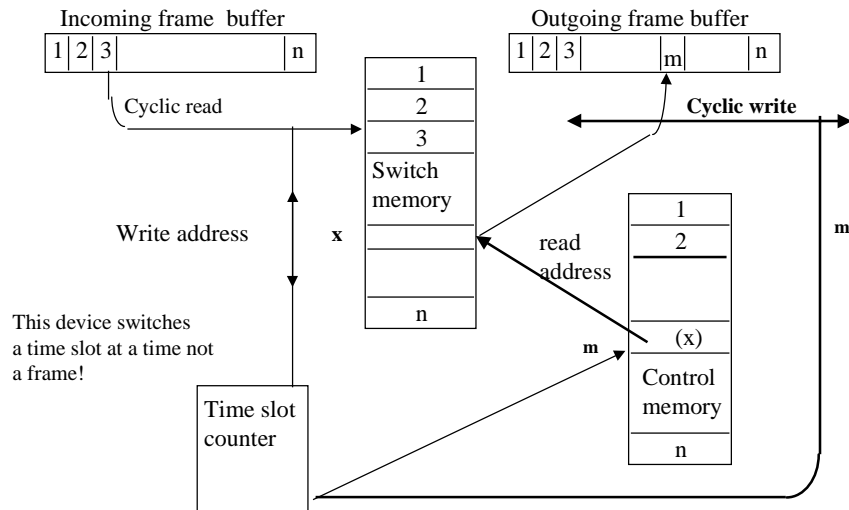 Incoming frame buffer
1 2 3 n
Outgoing frame buffer
1 2 3 m n
Cyclic read
Cyclic write
1
2
3
Switch
memory
x
n
Write address
read
address
1
2
(x)
Control
memory
n
m
m
This device switches
a time slot at a time not
a frame!
Time slot
counter